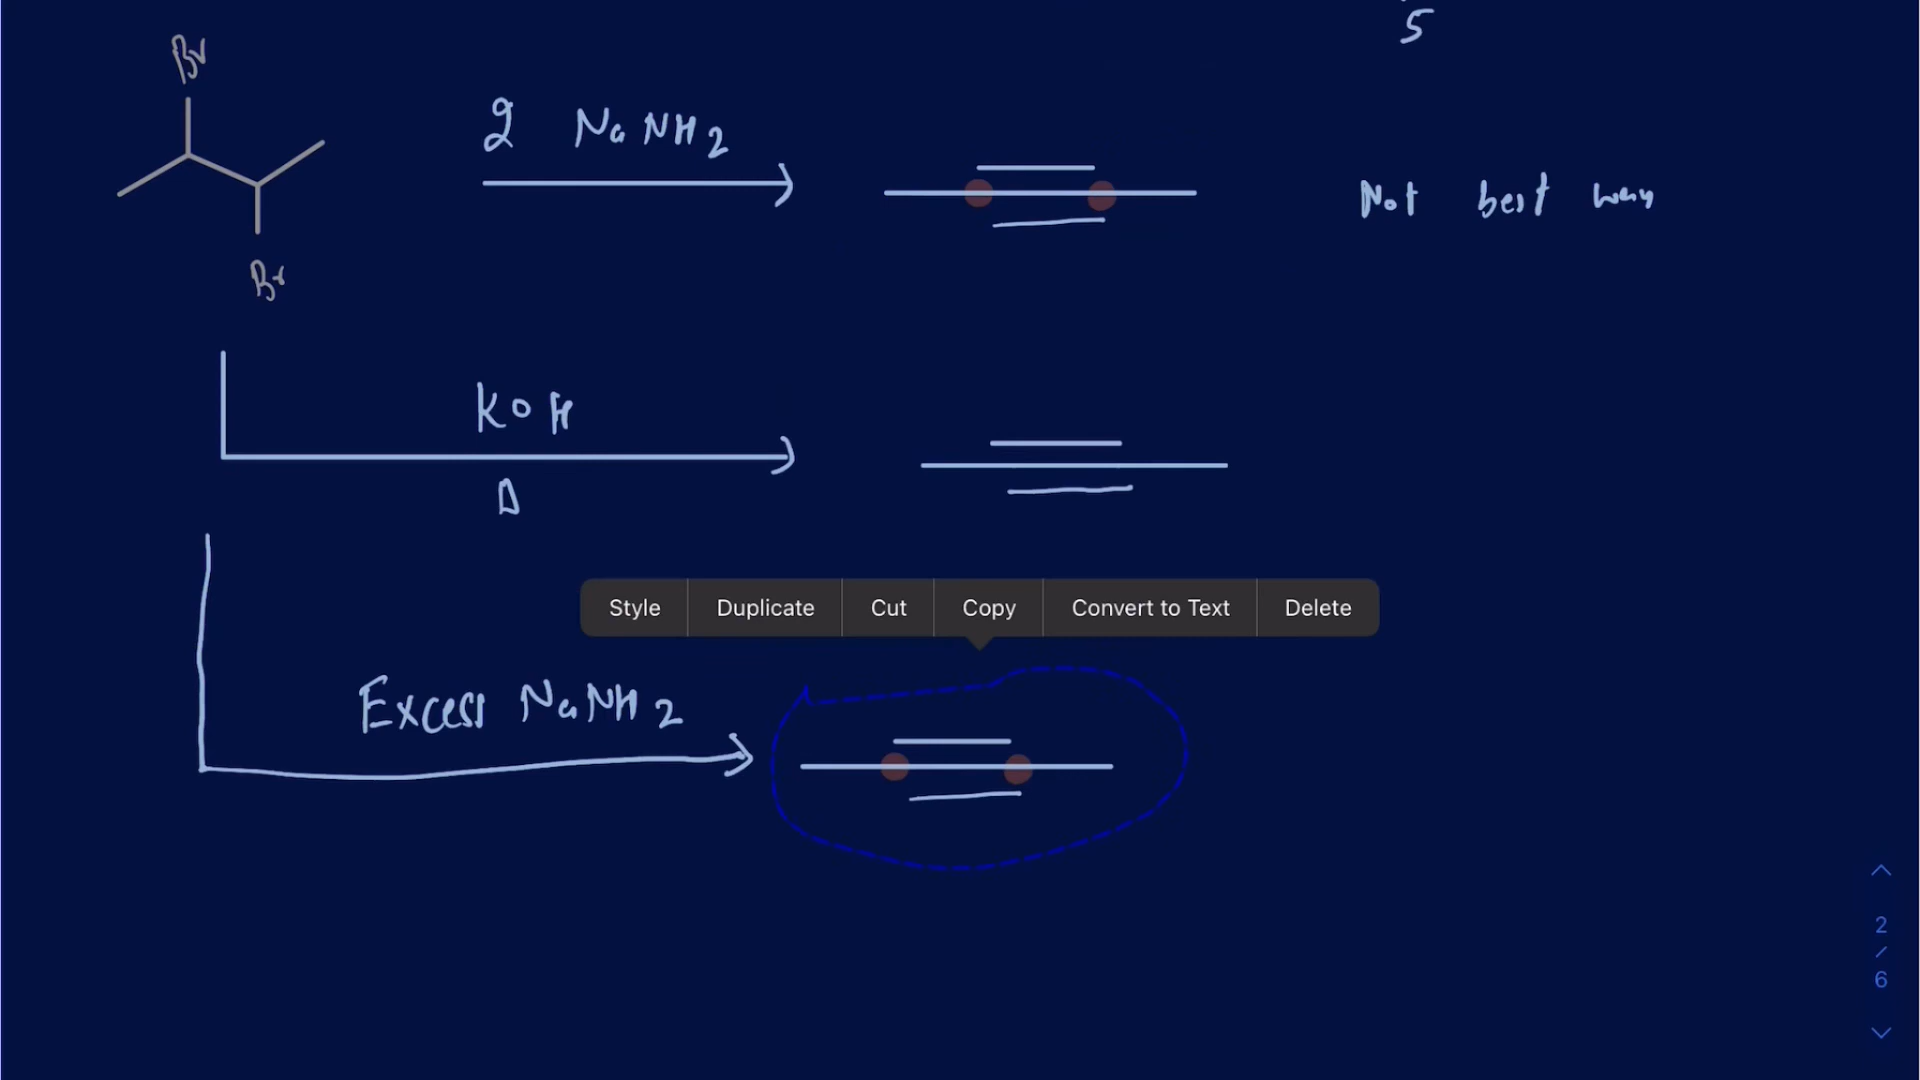 5
Br
2 NaNH2
Not best way
Br
KOH
Δ
Style Duplicate Cut Copy Convert to Text Delete
Excess NaNH2
2
/
6